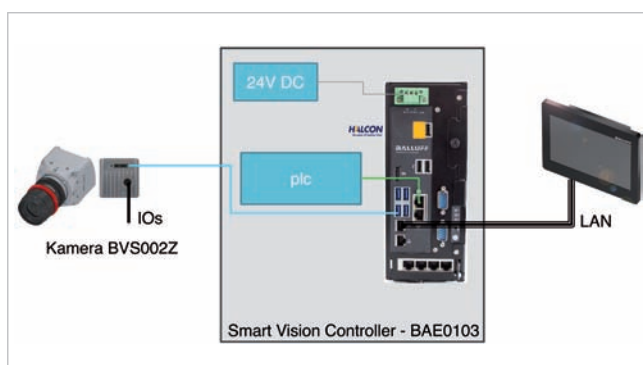 24V DC
HALCON
BALLUFF
plc
IOs
Kamera BVS002Z
LAN
Smart Vision Controller - BAE0103